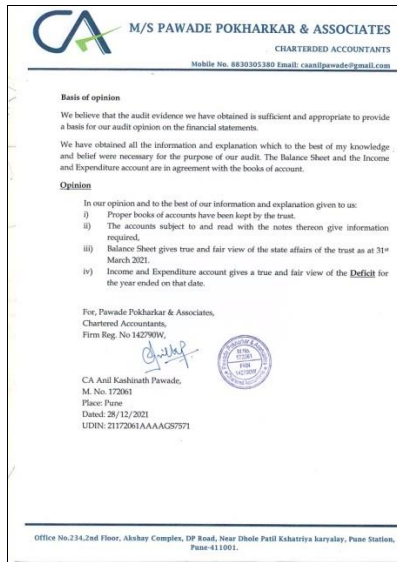 CA
M/S PAWADE POKHARKAR & ASSOCIATES
CHARTERDED ACCOUNTANTS
Mobile No. 8830305380 Email: caanilpawade@gmail.com
Basis of opinion
We believe that the audit evidence we have obtained is sufficient and appropriate to provide
a basis for our audit opinion on the financial statements.
We have obtained all the information and explanation which to the best of my knowledge
and belief were necessary for the purpose of our audit. The Balance Sheet and the Income
and Expenditure account are in agreement with the books of account.
Opinion
In our opinion and to the best of our information and explanation given to us:
i) Proper books of accounts have been kept by the trust.
ii) The accounts subject to and read with the notes thereon give information
required,
iii) Balance Sheet gives true and fair view of the state affairs of the trust as at 31st
March 2021.
iv) Income and Expenditure account gives a true and fair view of the Deficit for
the year ended on that date.
For, Pawade Pokharkar & Associates,
Chartered Accountants,
Firm Reg. No 142790W,
Pawade Pokharkar & Associates
M. No.
172061
FRN
142790W
Chartered Accountants
CA Anil Kashinath Pawade,
M. No. 172061
Place: Pune
Dated: 28/12/2021
UDIN: 21172061AAAAGS7571
Office No.234,2nd Floor, Akshay Complex, DP Road, Near Dhole Patil Kshatriya karyalay, Pune Station,
Pune-411001.